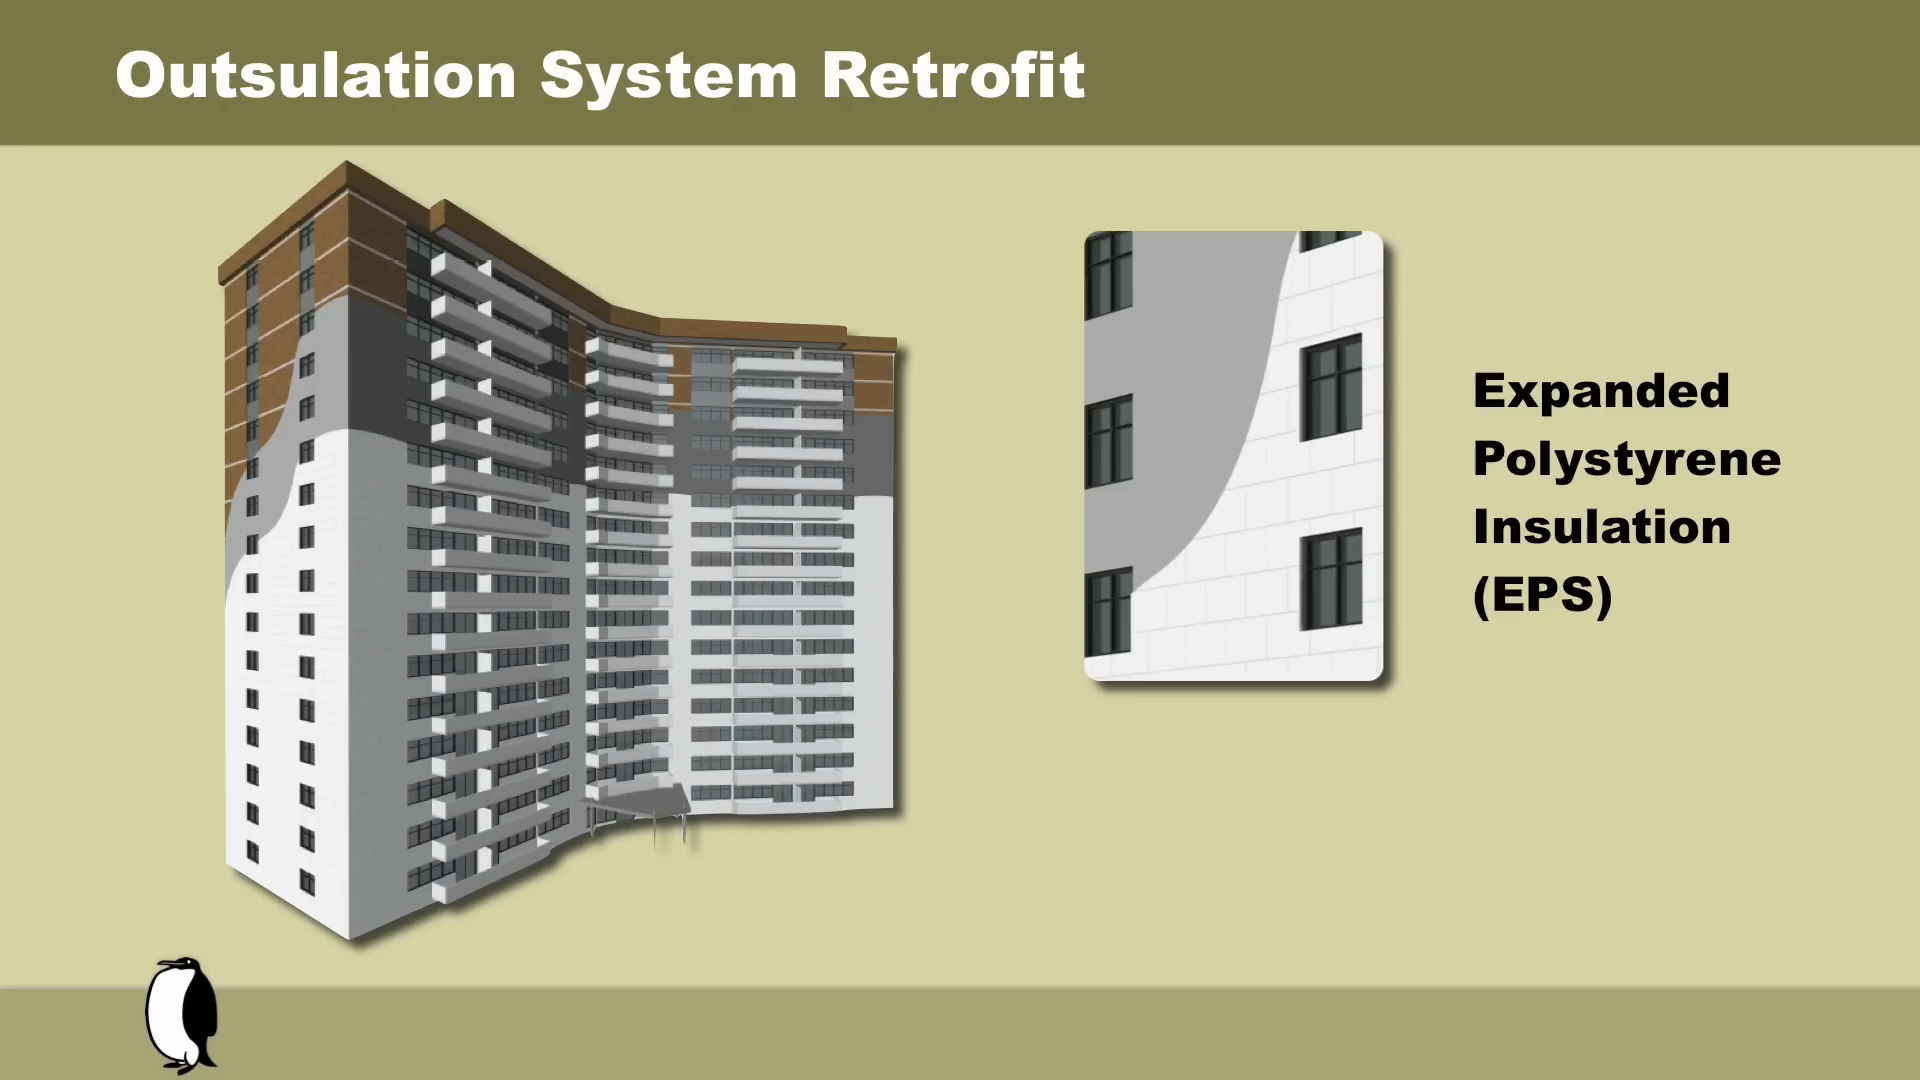 Outsulation System Retrofit
Expanded
Polystyrene
Insulation
(EPS)